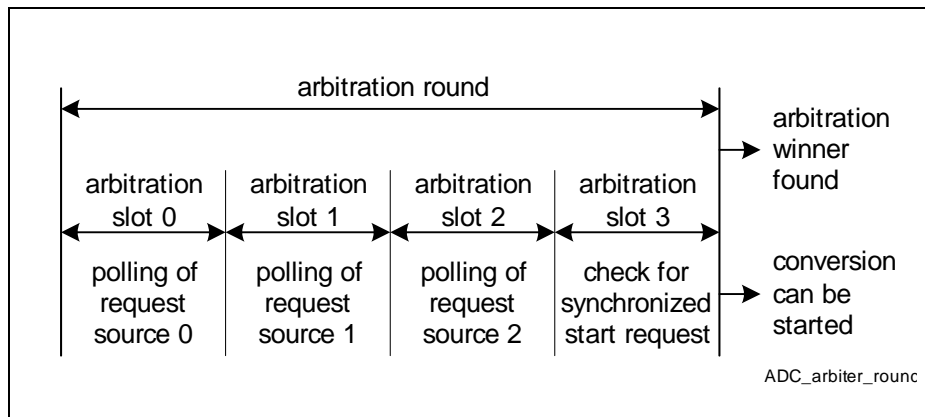 arbitration round
arbitration
winner
found
arbitration
slot 0
arbitration
slot 1
arbitration
slot 2
arbitration
slot 3
polling of
request
source 0
polling of
request
source 1
polling of
request
source 2
check for
synchronized
start request
conversion
can be
started
ADC_arbiter_round